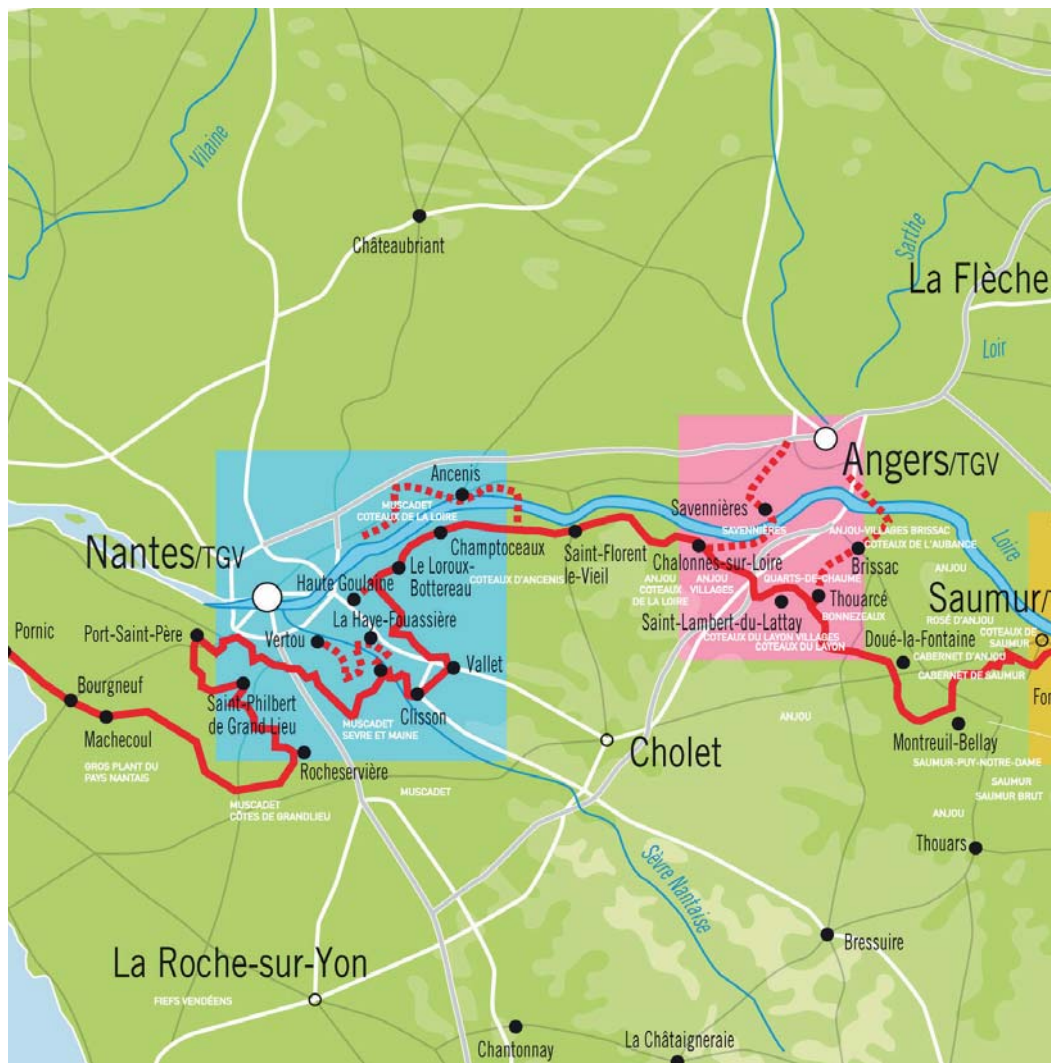 Vilaine
Châteaubriant
Sarthe
La Flèche
Loir
Angers/TGV
Ancenis
MUSCADET
COTEAUX DE LA LOIRE
Savennières
SAVENNIÈRES
ANJOU-VILLAGES BRISSAC
COTEAUX DE L'AUBANCE
Loire
Nantes/TGV
Champtoceaux
Saint-Florent
le-Vieil
Chalonnes-sur-Loire
Brissac
ANJOU
Haute Goulaine
Le Loroux-
Bottereau
COTEAUX D'ANCENIS
ANJOU
COTEAUX
DE LA LOIRE
ANJOU
VILLAGES
QUARTS-DE-CHAUME
Thouarcé
BONNEZEAUX
Saumur/T
ROSÉ D'ANJOU
COTEAUX DE
SAUMUR
La Haye-Fouassière
Saint-Lambert-du-Lattay
COTEAUX DU LAYON VILLAGES
COTEAUX DU LAYON
Doué-la-Fontaine
CABERNET D'ANJOU
CABERNET DE SAUMUR
Pornic
Port-Saint-Père
Vertou
Vallet
Bourgneuf
Saint-Philbert
de Grand Lieu
Clisson
For
Machecoul
MUSCADET
SEVRE ET MAINE
ANJOU
Montreuil-Bellay
Cholet
Rocheservière
GROS PLANT DU
PAYS NANTAIS
SAUMUR-PUY-NOTRE-DAME
SAUMUR
SAUMUR BRUT
MUSCADET
CÔTES DE GRANDLIEU
MUSCADET
ANJOU
Thouars
Sèvre Nantaise
Bressuire
La Roche-sur-Yon
FIEFS VENDÉENS
Chantonnay
La Châtaigneraie